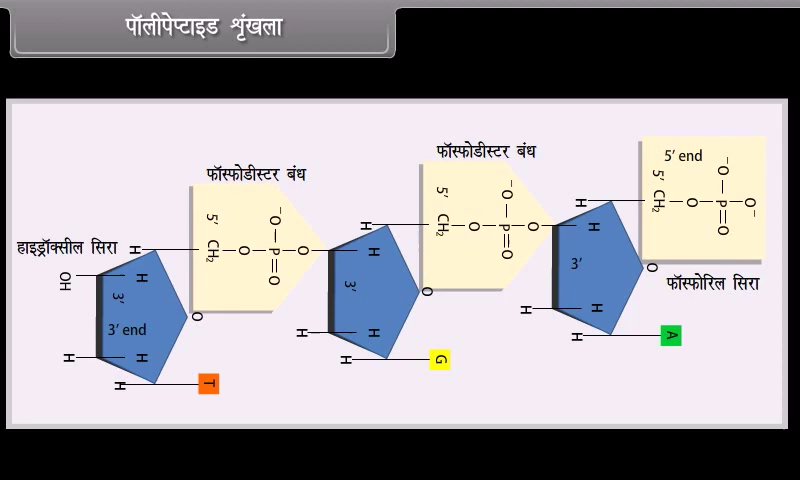 पॉलीपेप्टाइड शृंखला
फॉस्फोडीस्टर बंध
फॉस्फोडीस्टर बंध
5' end
5' CH2 O P O O⁻ O⁻ O
5' CH2 O P O O⁻ O
5' CH2 O P O O⁻ O
हाइड्रॉक्सील सिरा
फॉस्फोरिल सिरा
OH H H 3' O
3' end
H H H T
H H 3' O
H H H G
H H 3' O
H H H A